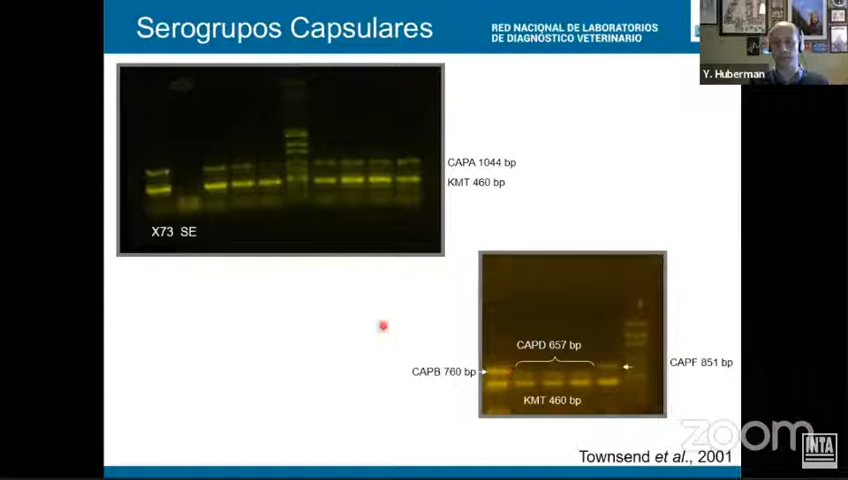 Serogrupos Capsulares
RED NACIONAL DE LABORATORIOS
DE DIAGNÓSTICO VETERINARIO
Y. Huberman
CAPA 1044 bp
KMT 460 bp
X73 SE
CAPD 657 bp
CAPB 760 bp
CAPF 851 bp
KMT 460 bp
zoom
INTA
Townsend et al., 2001